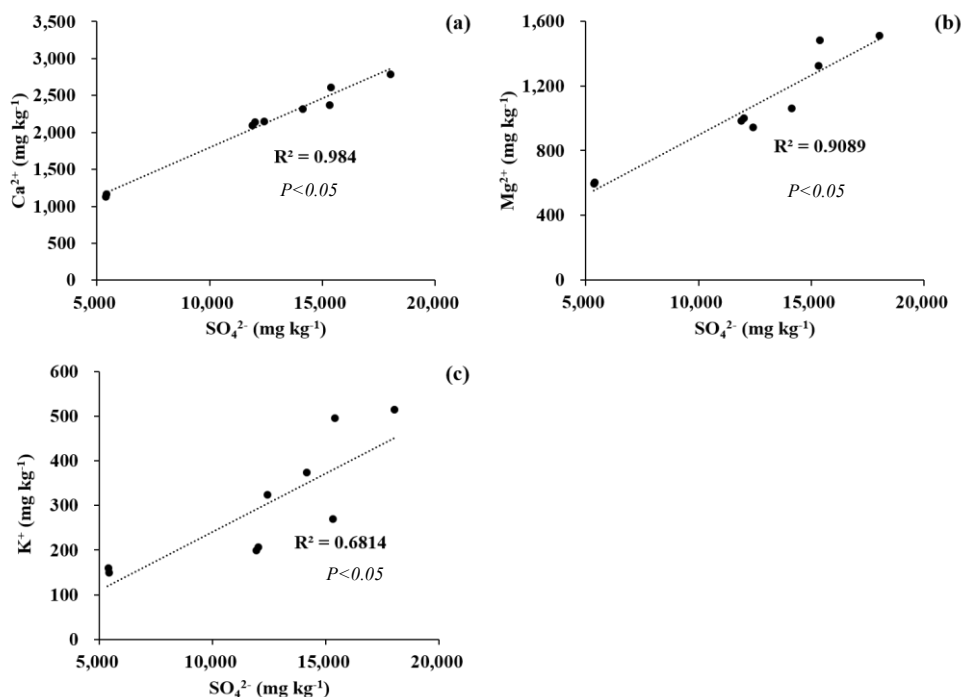 (a)
Ca²⁺ (mg kg⁻¹)
3,500
3,000
2,500
2,000
1,500
1,000
500
0
R² = 0.984
P<0.05
5,000 10,000 15,000 20,000
SO₄²⁻ (mg kg⁻¹)
(b)
Mg²⁺ (mg kg⁻¹)
1,600
1,200
800
400
0
R² = 0.9089
P<0.05
5,000 10,000 15,000 20,000
SO₄²⁻ (mg kg⁻¹)
(c)
K⁺ (mg kg⁻¹)
600
500
400
300
200
100
0
R² = 0.6814
P<0.05
5,000 10,000 15,000 20,000
SO₄²⁻ (mg kg⁻¹)